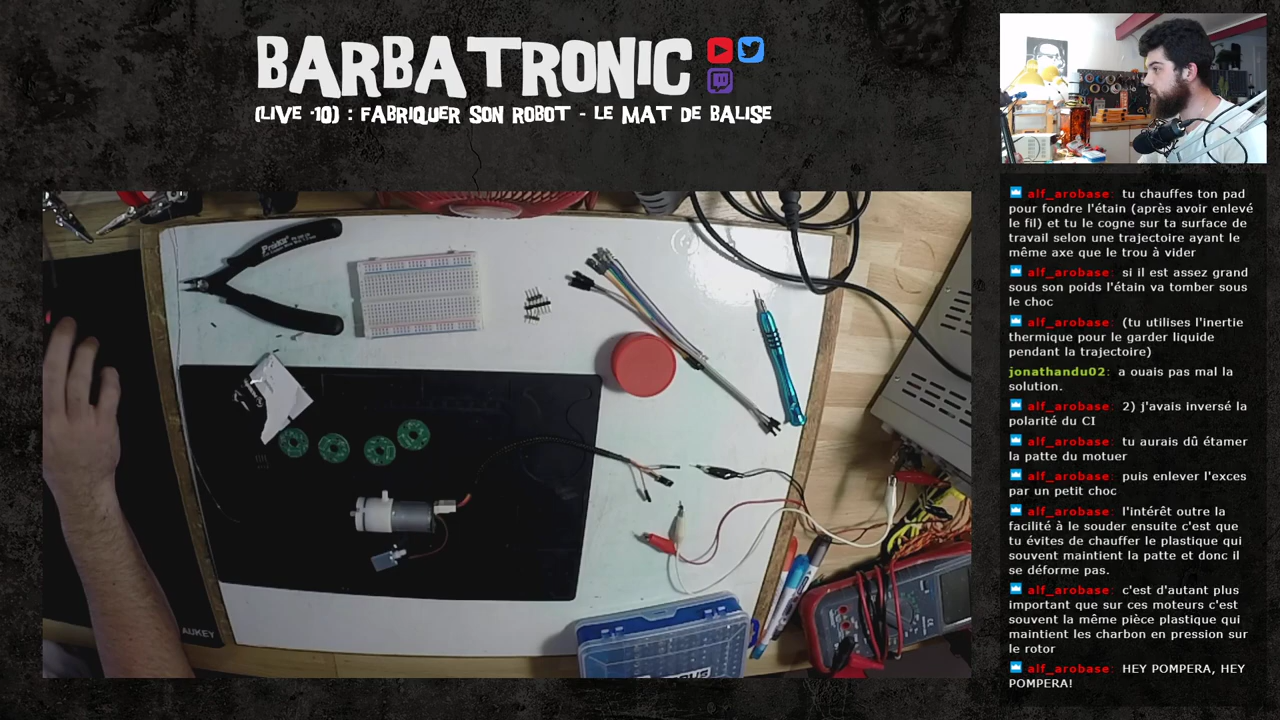 BARBATRONIC
(LIVE -10) : FABRIQUER SON ROBOT - LE MAT DE BALISE
alf_arobase: tu chauffes ton pad
pour fondre l'étain (après avoir enlevé
le fil) et tu le cogne sur ta surface de
travail selon une trajectoire ayant le
même axe que le trou à vider
alf_arobase: si il est assez grand
sous son poids l'étain va tomber sous
le choc
alf_arobase: (tu utilises l'inertie
thermique pour le garder liquide
pendant la trajectoire)
jonathandu02: a ouais pas mal la
solution.
alf_arobase: 2) j'avais inversé la
polarité du CI
alf_arobase: tu aurais dû étamer
la patte du motuer
alf_arobase: puis enlever l'exces
par un petit choc
alf_arobase: l'intérêt outre la
facilité à le souder ensuite c'est que
tu évites de chauffer le plastique qui
souvent maintient la patte et donc il
se déforme pas.
alf_arobase: c'est d'autant plus
important que sur ces moteurs c'est
souvent la même pièce plastique qui
maintient les charbon en pression sur
le rotor
alf_arobase: HEY POMPERA, HEY
POMPERA!
AUKEY